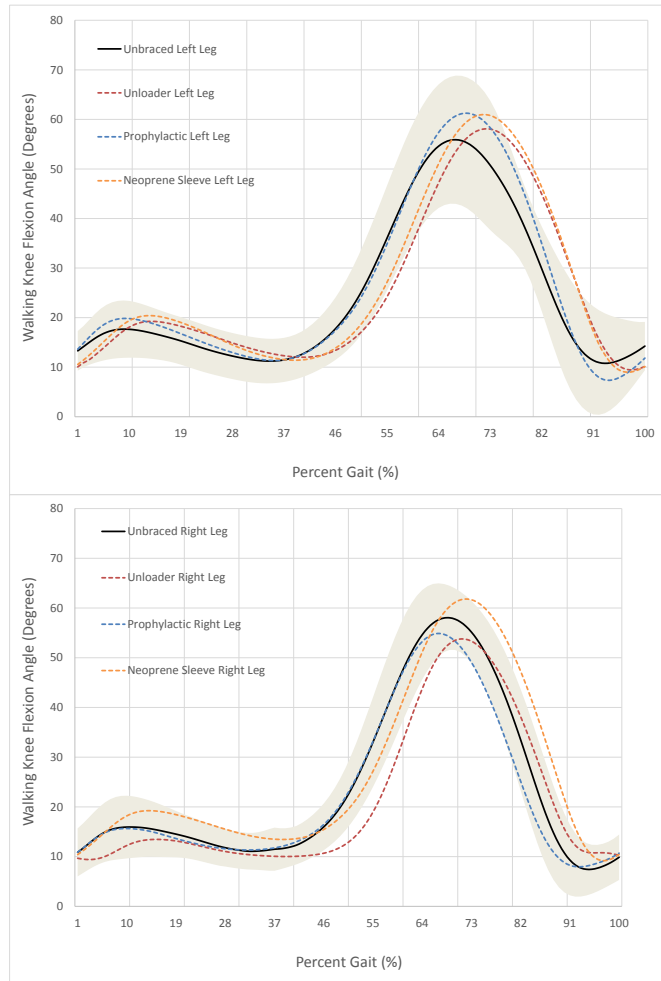 80
70
60
50
40
30
20
10
0
Walking Knee Flexion Angle (Degrees)
Unbraced Left Leg
Unloader Left Leg
Prophylactic Left Leg
Neoprene Sleeve Left Leg
1 10 19 28 37 46 55 64 73 82 91 100
Percent Gait (%)
80
70
60
50
40
30
20
10
0
Walking Knee Flexion Angle (Degrees)
Unbraced Right Leg
Unloader Right Leg
Prophylactic Right Leg
Neoprene Sleeve Right Leg
1 10 19 28 37 46 55 64 73 82 91 100
Percent Gait (%)